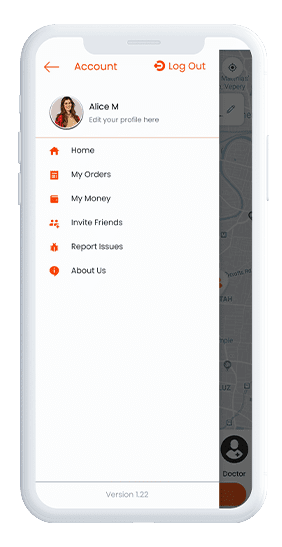 Account
Log Out
Alice M
Edit your profile here
Home
My Orders
My Money
Invite Friends
Report Issues
About Us
Doctor
Version 1.22